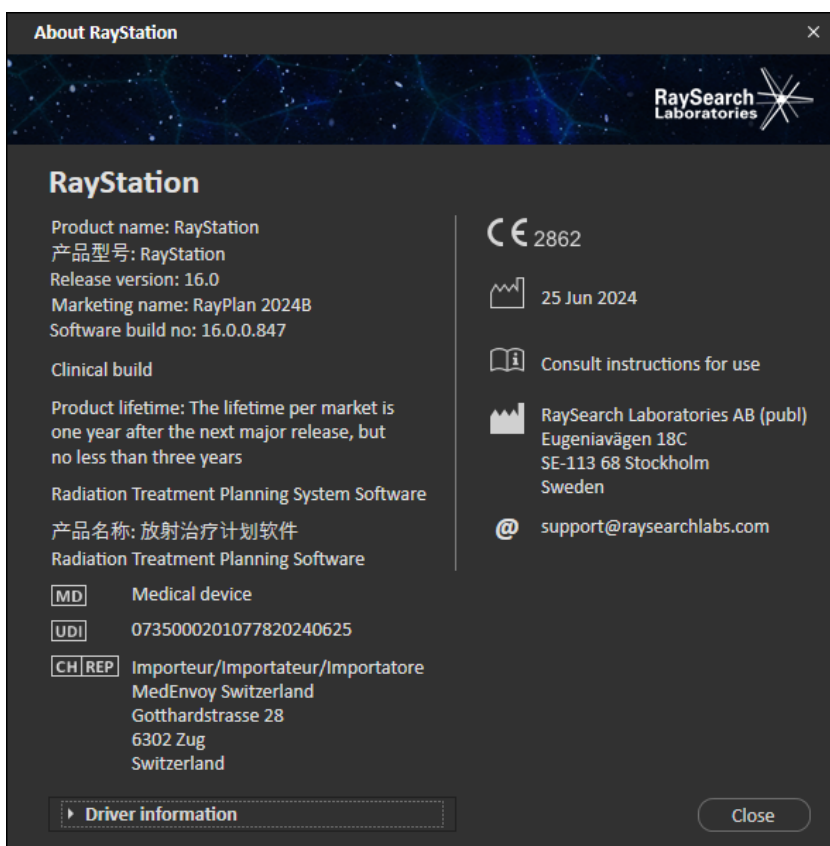 About RayStation
RaySearch
Laboratories
RayStation
Product name: RayStation
产品型号: RayStation
Release version: 16.0
Marketing name: RayPlan 2024B
Software build no: 16.0.0.847
Clinical build
Product lifetime: The lifetime per market is
one year after the next major release, but
no less than three years
Radiation Treatment Planning System Software
产品名称: 放射治疗计划软件
Radiation Treatment Planning Software
CE 2862
25 Jun 2024
Consult instructions for use
RaySearch Laboratories AB (publ)
Eugeniavägen 18C
SE-113 68 Stockholm
Sweden
@ support@raysearchlabs.com
MD Medical device
UDI 0735000201077820240625
CH REP Importeur/Importateur/Importatore
MedEnvoy Switzerland
Gotthardstrasse 28
6302 Zug
Switzerland
Driver information
Close